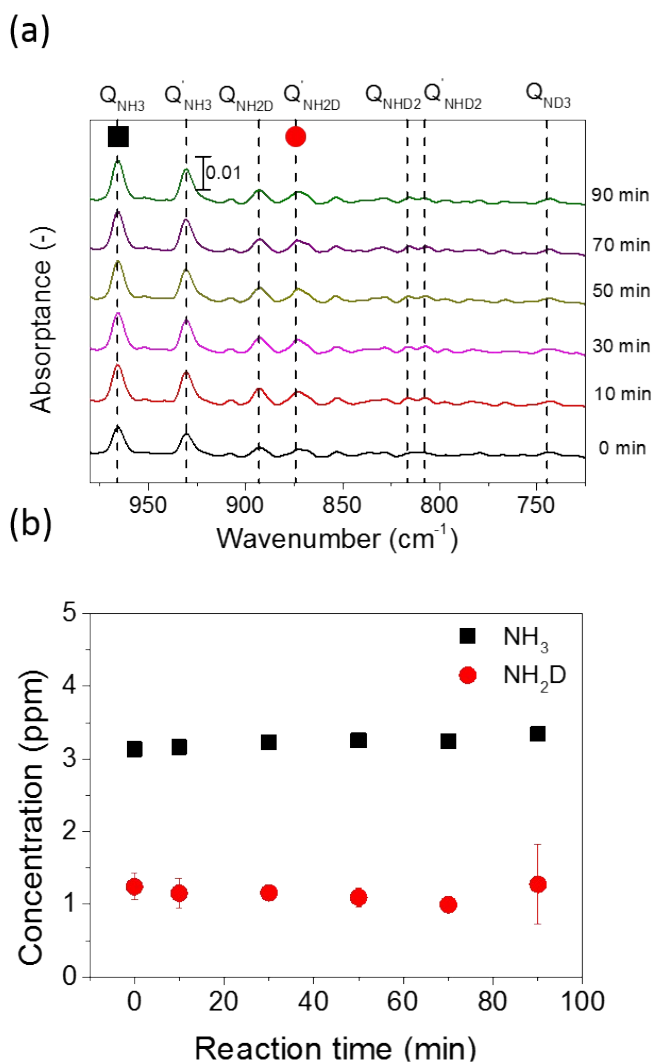 (a)
Q_NH3 Q'_NH3 Q_NH2D Q'_NH2D Q_NHD2 Q'_NHD2 Q_ND3
0.01
90 min
70 min
50 min
30 min
10 min
0 min
Absorptance (-)
950 900 850 800 750
Wavenumber (cm⁻¹)
(b)
5
4
3
2
1
0
NH₃
NH₂D
Concentration (ppm)
0 20 40 60 80 100
Reaction time (min)